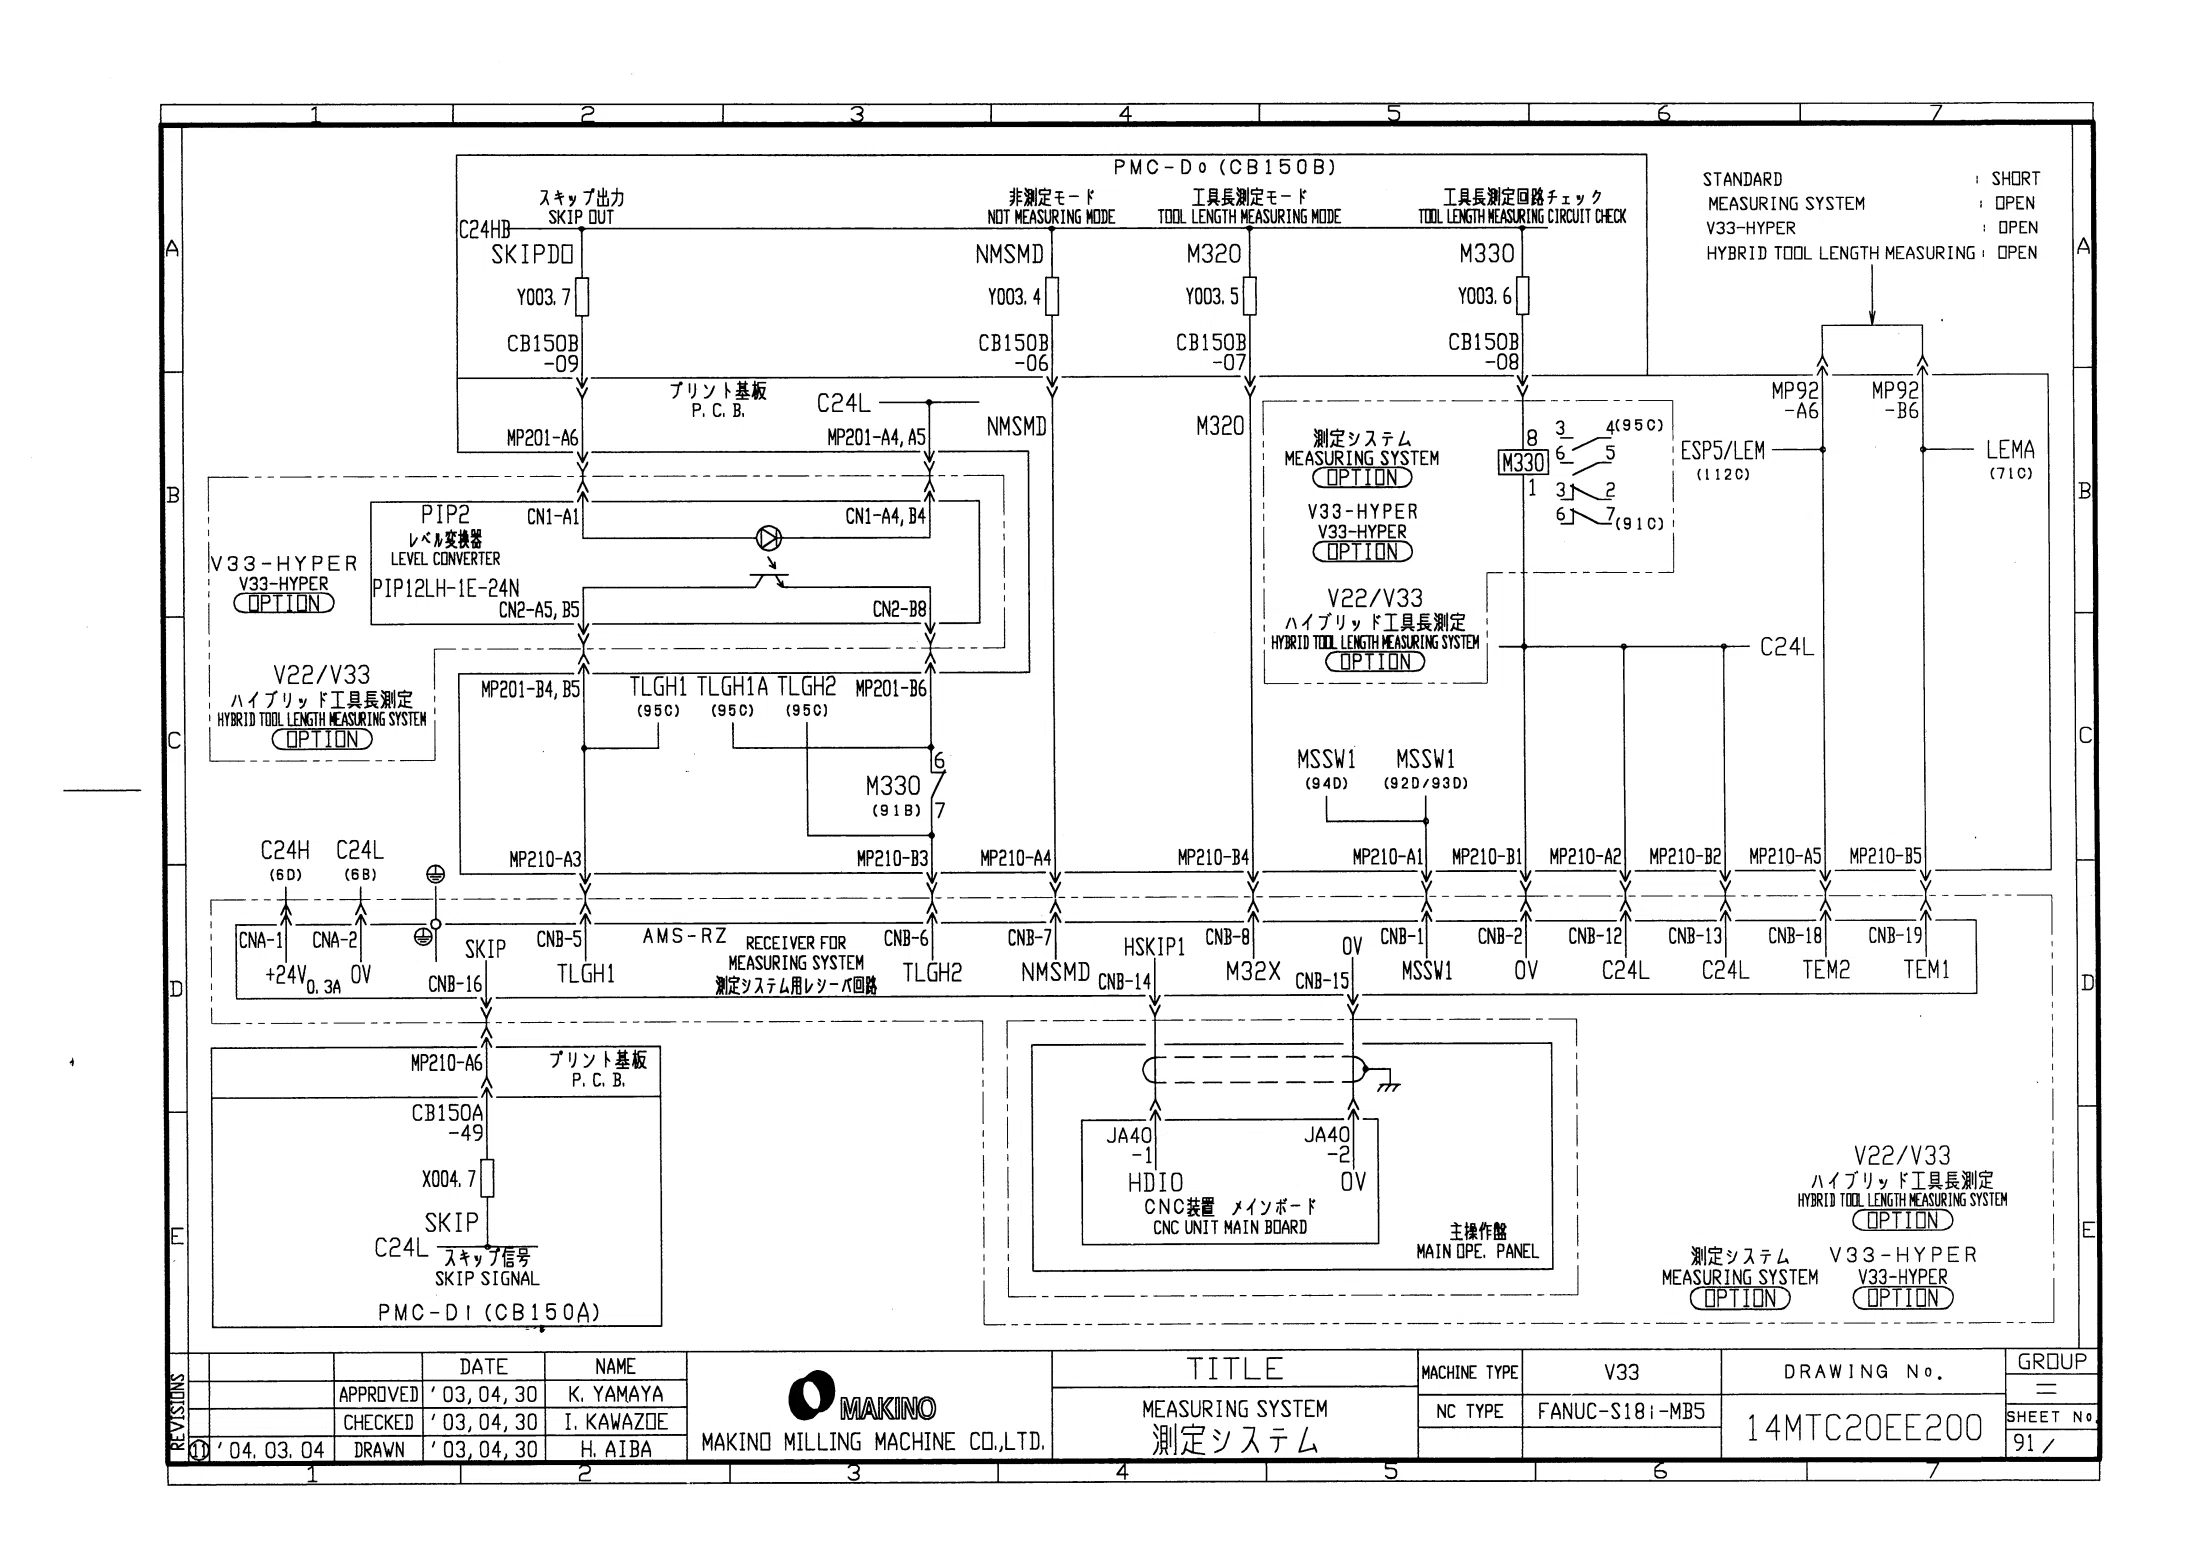 1 2 3 4 5 6 7
PMC-Do (CB150B)
STANDARD : SHORT
MEASURING SYSTEM : OPEN
V33-HYPER : OPEN
HYBRID TOOL LENGTH MEASURING : OPEN
スキップ出力 非測定モード 工具長測定モード 工具長測定回路チェック
SKIP OUT NOT MEASURING MODE TOOL LENGTH MEASURING MODE TOOL LENGTH MEASURING CIRCUIT CHECK
C24HB
A A
SKIPDO NMSMD M320 M330
Y003.7 Y003.4 Y003.5 Y003.6
CB150B CB150B CB150B CB150B
-09 -06 -07 -08
プリント基板
P. C. B.
C24L
NMSMD M320
MP92 MP92
-A6 -B6
MP201-A6 MP201-A4, A5
測定システム
MEASURING SYSTEM
OPTION
V33-HYPER
V33-HYPER
OPTION
8
M330
1
3 4 (95C)
6 5
3 2
6 7 (91C)
ESP5/LEM
(112C)
LEMA
(71C)
B B
PIP2
レベル変換器
LEVEL CONVERTER
PIP12LH-1E-24N
CN1-A1 CN1-A4, B4
CN2-A5, B5 CN2-B8
V33-HYPER
V33-HYPER
OPTION
V22/V33
ハイブリッド工具長測定
HYBRID TOOL LENGTH MEASURING SYSTEM
OPTION
C24L
V22/V33
ハイブリッド工具長測定
HYBRID TOOL LENGTH MEASURING SYSTEM
OPTION
MP201-B4, B5 TLGH1 TLGH1A TLGH2 MP201-B6
(95C) (95C) (95C)
C C
6
M330
(91B) 7
MSSW1 MSSW1
(94D) (92D/93D)
C24H C24L
(6D) (6B)
MP210-A3 MP210-B3 MP210-A4 MP210-B4 MP210-A1 MP210-B1 MP210-A2 MP210-B2 MP210-A5 MP210-B5
CNA-1 CNA-2 SKIP CNB-5 AMS-RZ CNB-6 CNB-7 HSKIP1 CNB-8 0V CNB-1 CNB-2 CNB-12 CNB-13 CNB-18 CNB-19
RECEIVER FOR
MEASURING SYSTEM
測定システム用レシーバ回路
+24V 0.3A 0V CNB-16 TLGH1 TLGH2 NMSMD CNB-14 M32X CNB-15 MSSW1 0V C24L C24L TEM2 TEM1
D D
MP210-A6 プリント基板
P. C. B.
CB150A
-49
X004.7
SKIP
C24L
スキップ信号
SKIP SIGNAL
PMC-DI (CB150A)
JA40 JA40
-1 -2
HDI0 0V
CNC装置 メインボード
CNC UNIT MAIN BOARD
主操作盤
MAIN OPE. PANEL
V22/V33
ハイブリッド工具長測定
HYBRID TOOL LENGTH MEASURING SYSTEM
OPTION
E E
測定システム V33-HYPER
MEASURING SYSTEM V33-HYPER
OPTION OPTION
REVISIONS
DATE NAME
APPROVED '03,04,30 K. YAMAYA
CHECKED '03,04,30 I. KAWAZOE
11 '04.03.04 DRAWN '03,04,30 H. AIBA
MAKINO
MAKINO MILLING MACHINE CO.,LTD.
TITLE
MEASURING SYSTEM
測定システム
MACHINE TYPE V33
NC TYPE FANUC-S18i-MB5
DRAWING No.
14MTC20EE200
GROUP
=
SHEET No.
91 /
1 2 3 4 5 6 7